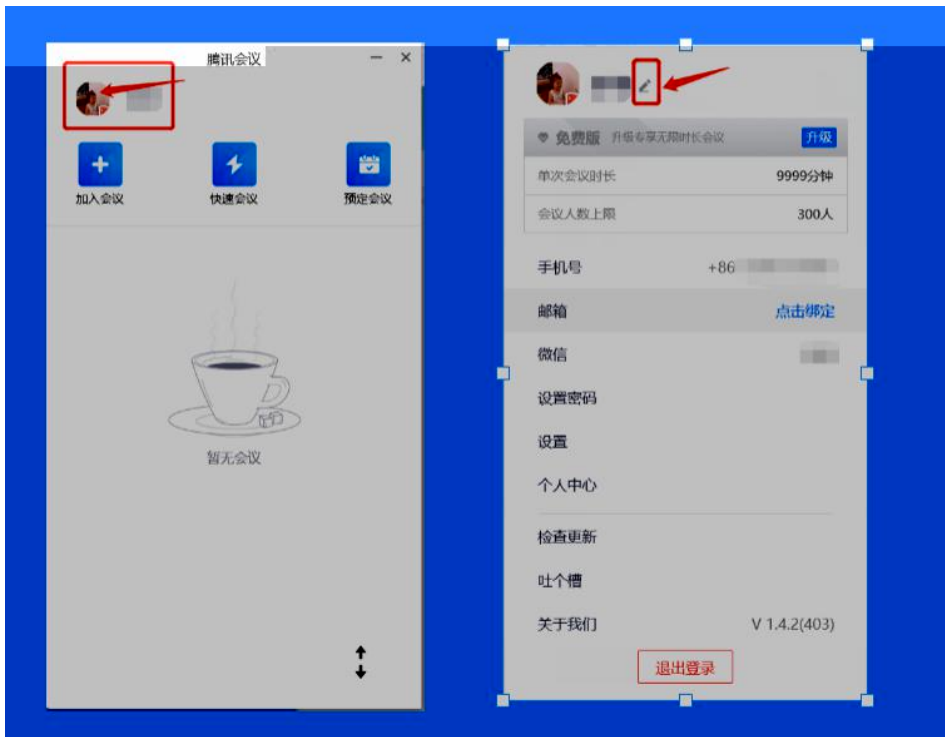 腾讯会议
加入会议 快速会议 预定会议
暂无会议
免费版 升级专享无限时长会议 升级
单次会议时长 9999分钟
会议人数上限 300人
手机号 +86
邮箱 点击绑定
微信
设置密码
设置
个人中心
检查更新
吐个槽
关于我们 V 1.4.2(403)
退出登录